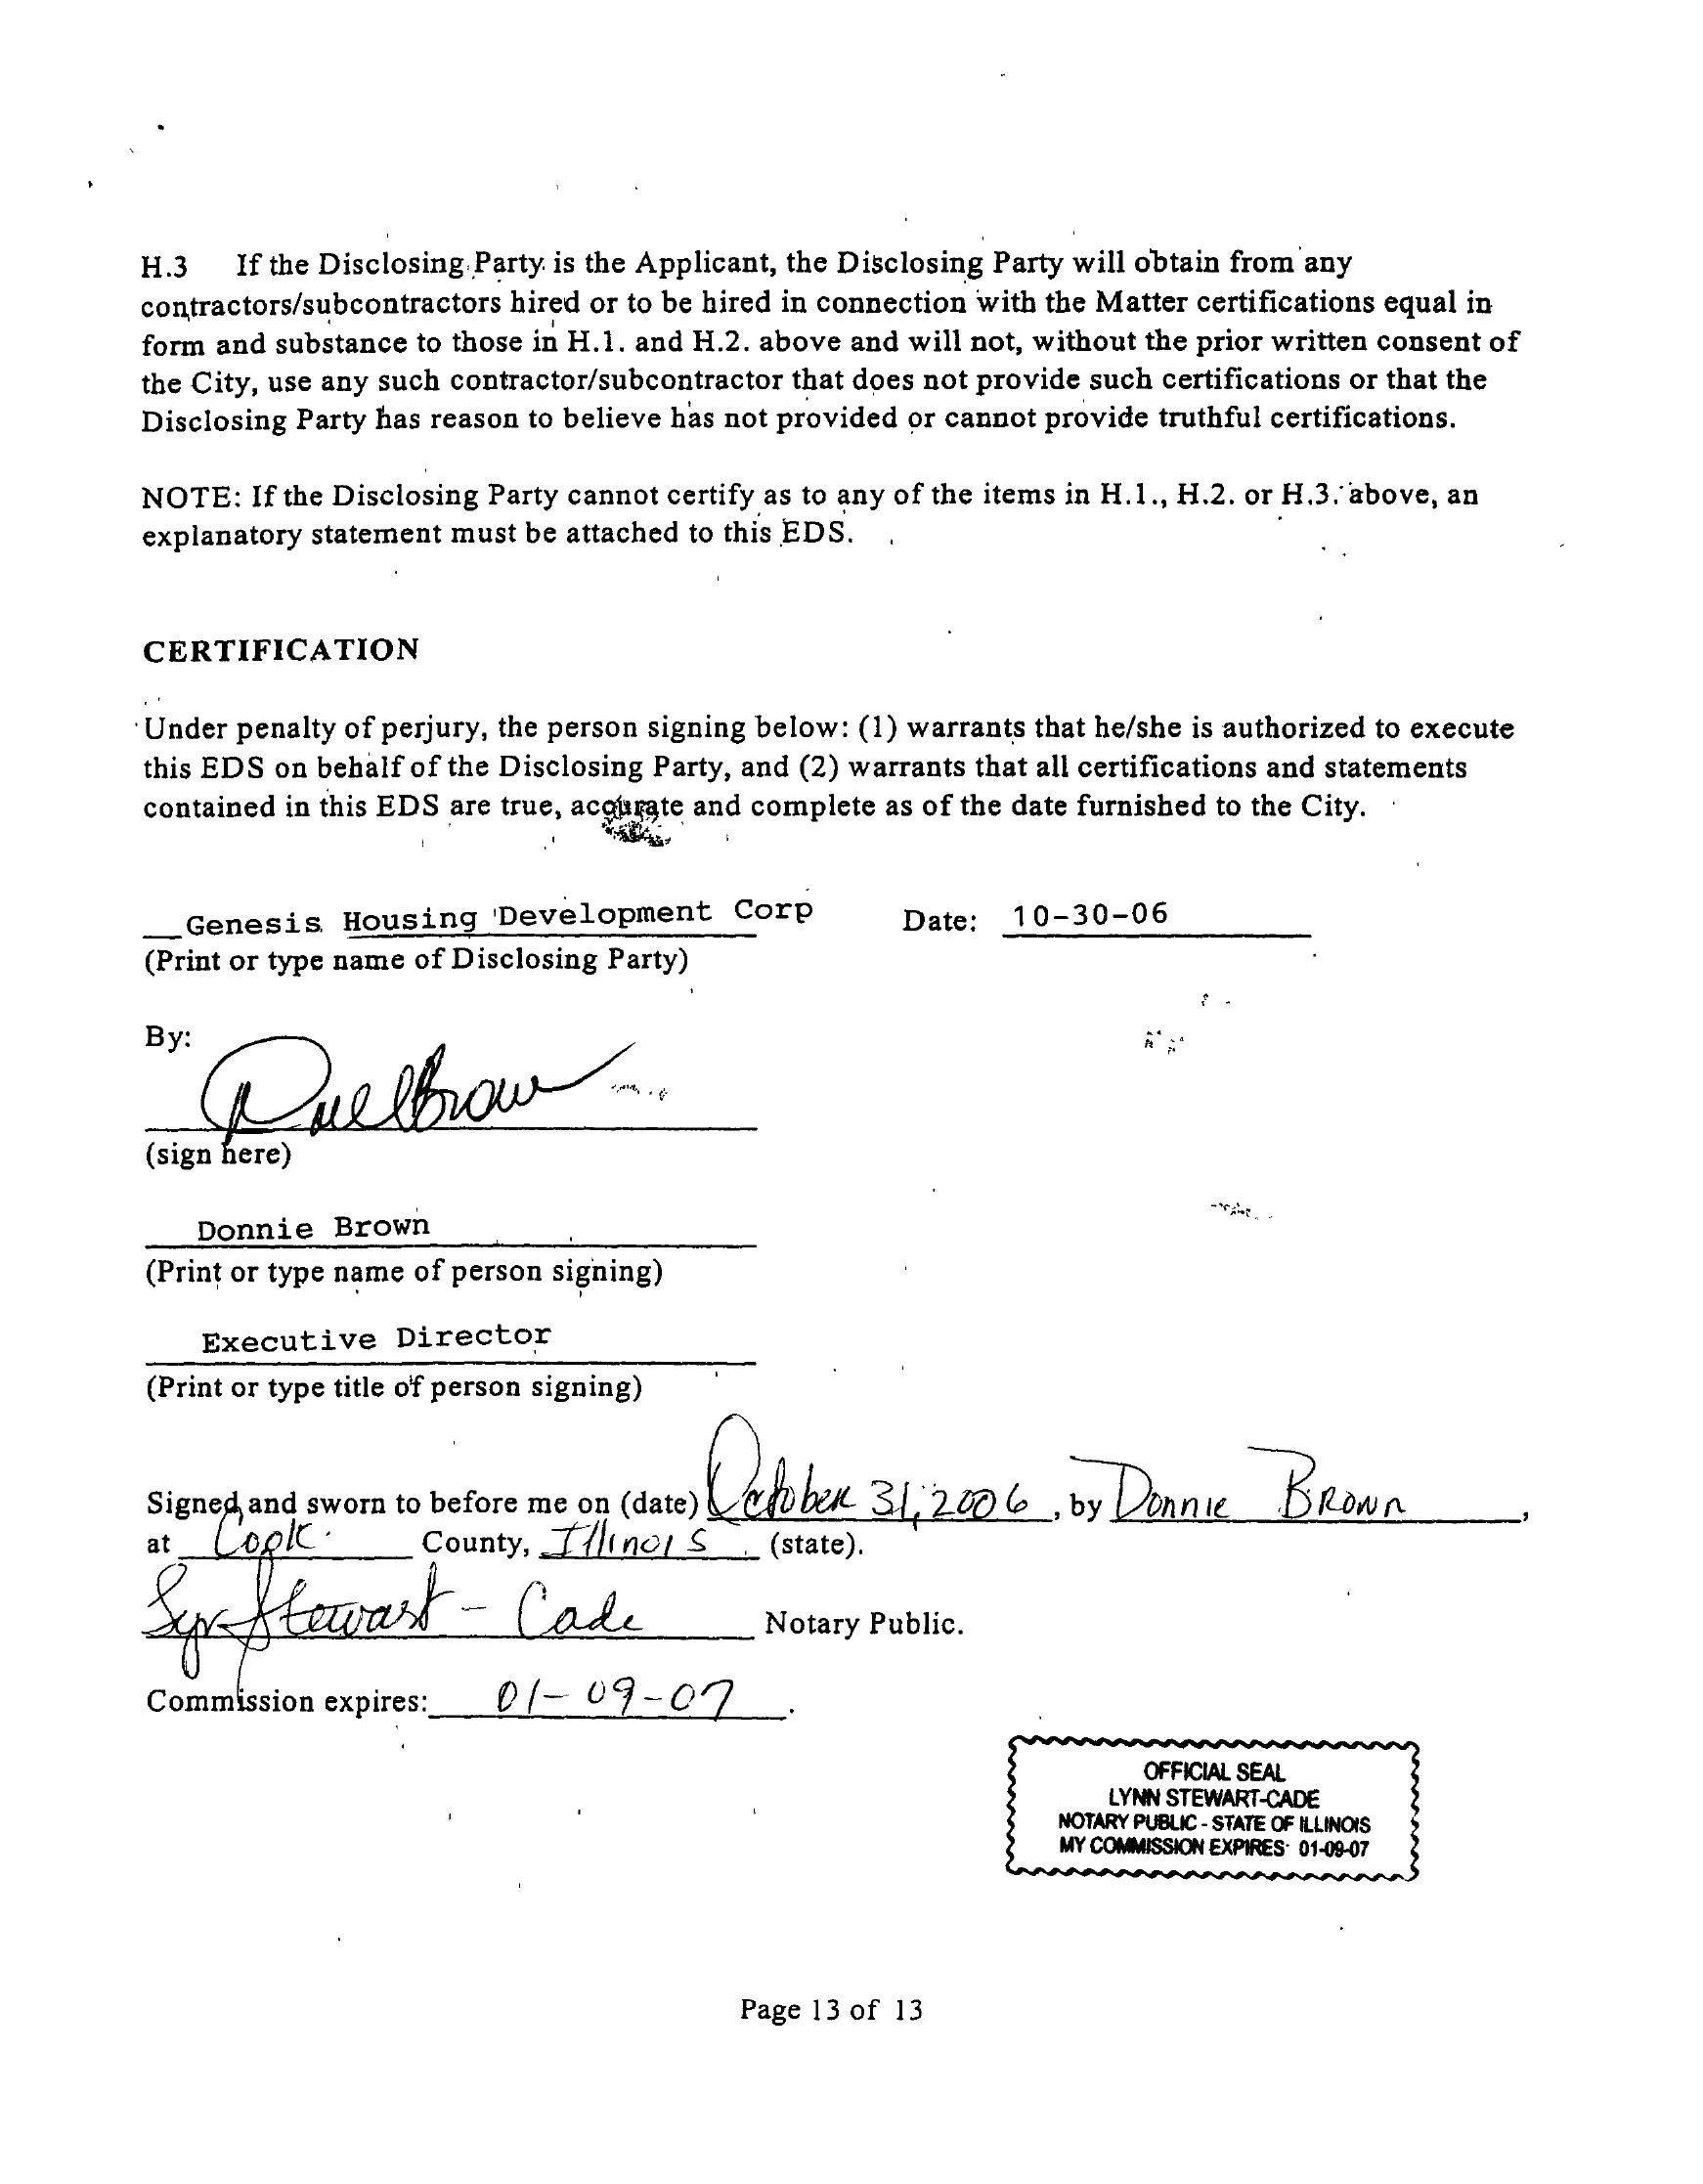 H.3 If the Disclosing Party is the Applicant, the Disclosing Party will obtain from any
contractors/subcontractors hired or to be hired in connection with the Matter certifications equal in
form and substance to those in H.1. and H.2. above and will not, without the prior written consent of
the City, use any such contractor/subcontractor that does not provide such certifications or that the
Disclosing Party has reason to believe has not provided or cannot provide truthful certifications.
NOTE: If the Disclosing Party cannot certify as to any of the items in H.1., H.2. or H.3. above, an
explanatory statement must be attached to this EDS.
CERTIFICATION
Under penalty of perjury, the person signing below: (1) warrants that he/she is authorized to execute
this EDS on behalf of the Disclosing Party, and (2) warrants that all certifications and statements
contained in this EDS are true, accurate and complete as of the date furnished to the City.
Genesis Housing Development Corp Date: 10-30-06
(Print or type name of Disclosing Party)
By:
Brown
(sign here)
Donnie Brown
(Print or type name of person signing)
Executive Director
(Print or type title of person signing)
Signed and sworn to before me on (date) October 31, 2006, by Donnie Brown,
at Cook County, Illinois (state).
Stewart-Cade Notary Public.
Commission expires: 01-09-07.
OFFICIAL SEAL
LYNN STEWART-CADE
NOTARY PUBLIC - STATE OF ILLINOIS
MY COMMISSION EXPIRES: 01-09-07
Page 13 of 13